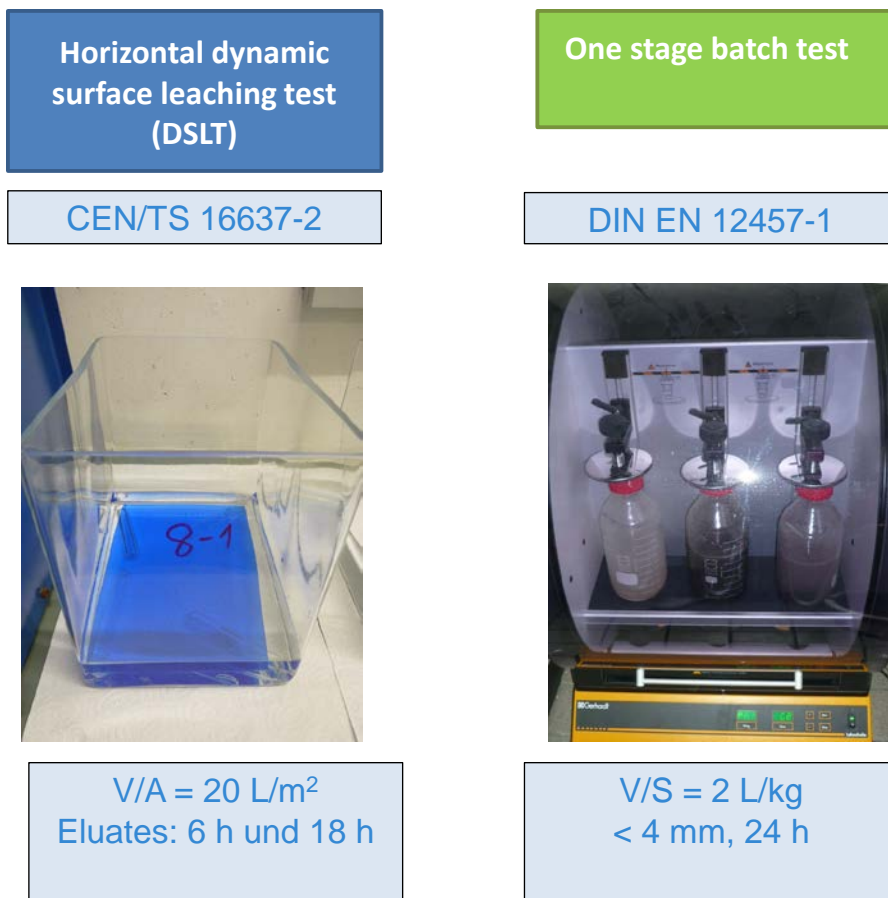 Horizontal dynamic
surface leaching test
(DSLT)
One stage batch test
CEN/TS 16637-2
DIN EN 12457-1
8-1
Gerhardt
V/A = 20 L/m²
Eluates: 6 h und 18 h
V/S = 2 L/kg
< 4 mm, 24 h